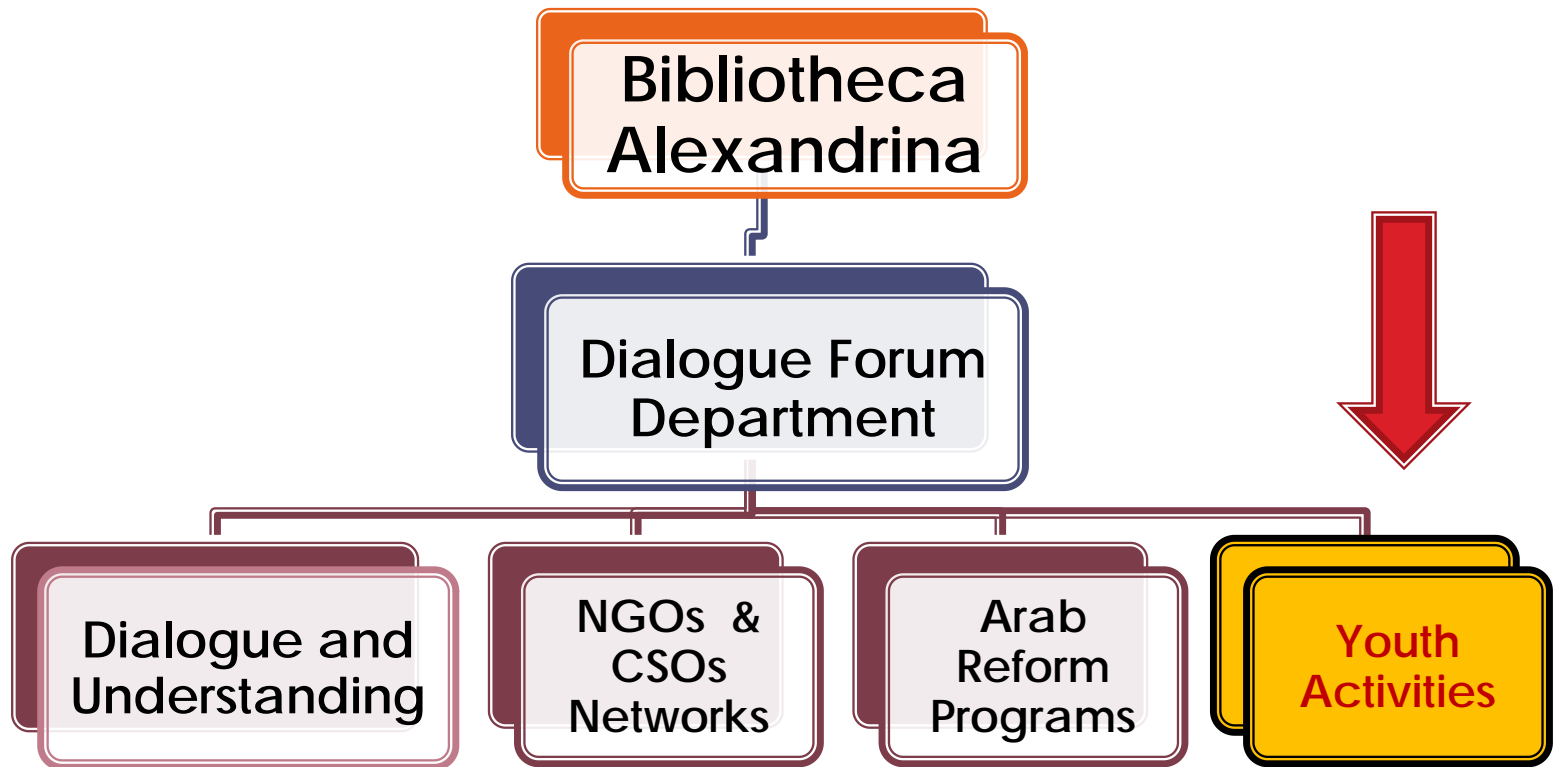 Bibliotheca
Alexandrina
Dialogue Forum
Department
Dialogue and
Understanding
NGOs & 
CSOs
Networks
Arab
Reform
Programs
Youth
Activities